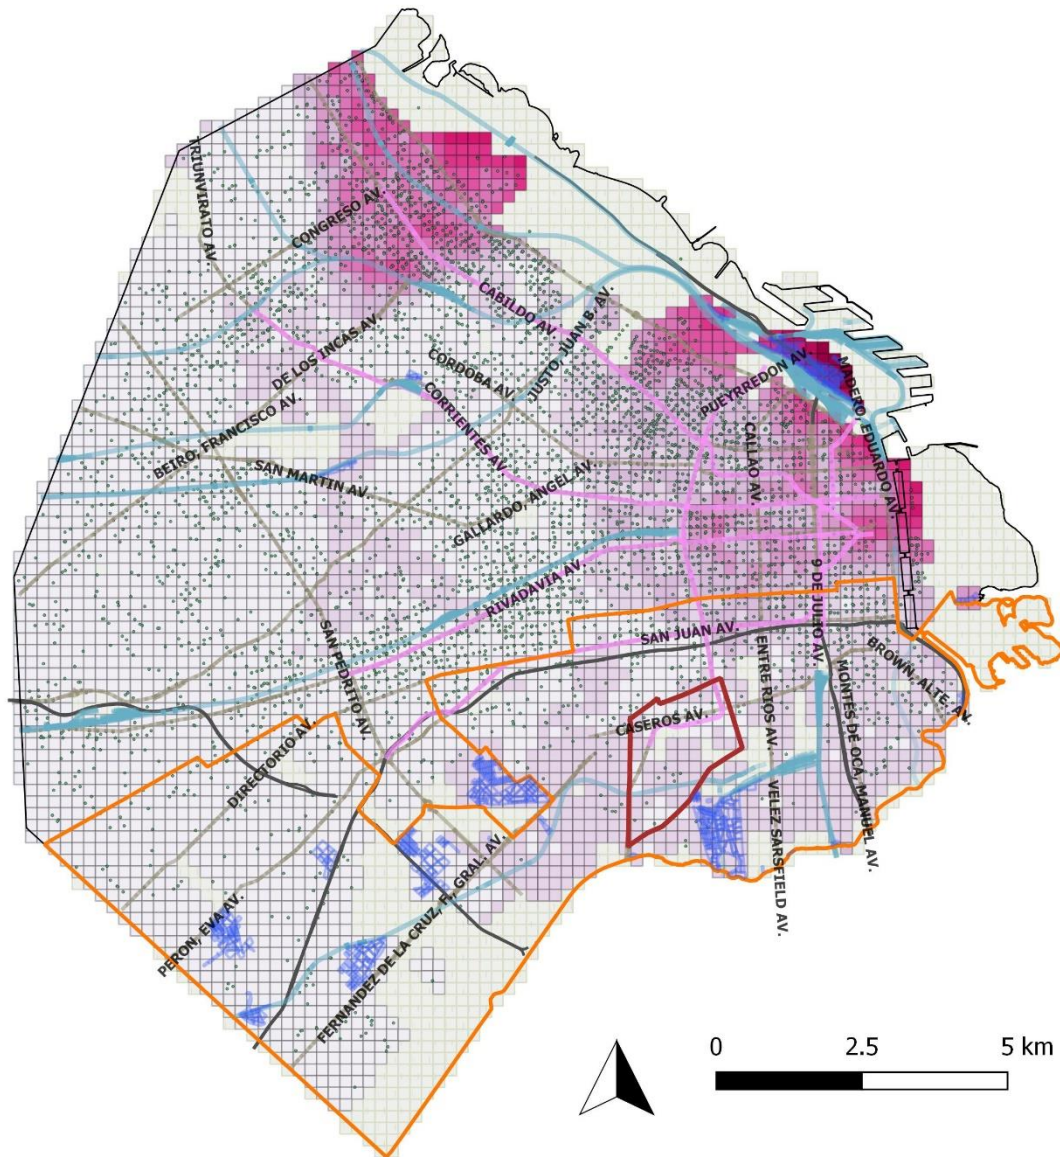 TRIUNVIRATO AV.
CONGRESO AV.
CABILDO AV.
DE LOS INCAS AV.
CORDOBA AV.
JUSTO, JUAN B. AV.
PUEYRREDON AV.
MADERO, EDUARDO AV.
CALLAO AV.
BEIRO, FRANCISCO AV.
CORRIENTES AV.
SAN MARTIN AV.
GALLARDO, ANGEL AV.
RIVADAVIA AV.
9 DE JULIO AV.
SAN JUAN AV.
SAN PEDRITO AV.
ENTRE RIOS AV.
BROWN, ALTE. AV.
MONTES DE OCA, MANUEL AV.
CASEROS AV.
DIRECTORIO AV.
VELEZ SARSFIELD AV.
PERON, EVA AV.
FERNANDEZ DE LA CRUZ, F., GRAL. AV.
0 2.5 5 km